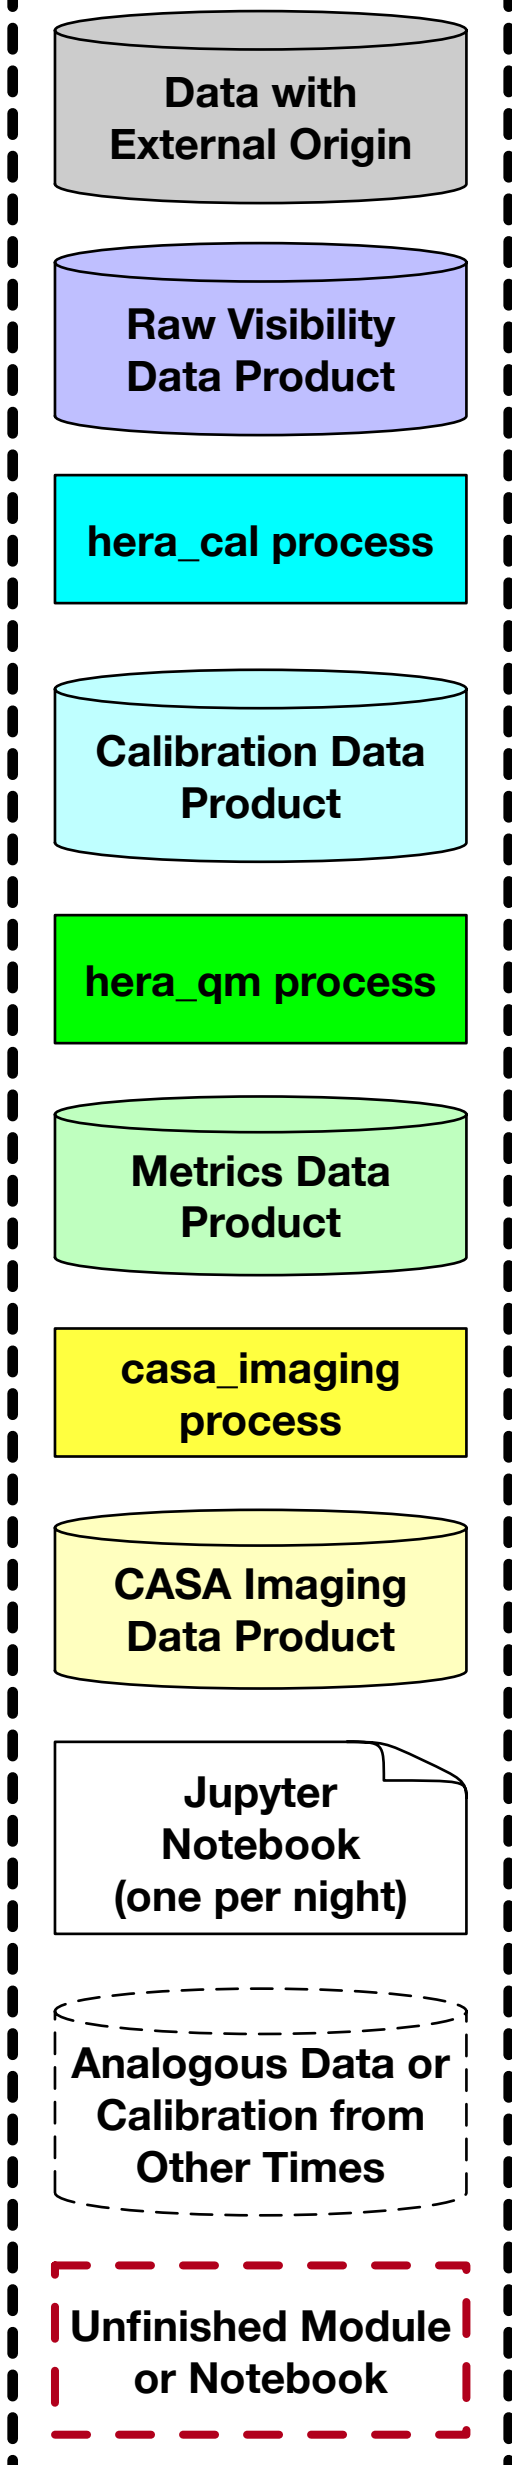 Data with
External Origin
Raw Visibility
Data Product
hera_cal process
Calibration Data
Product
hera_qm process
Metrics Data
Product
casa_imaging
process
CASA Imaging
Data Product
Jupyter
Notebook
(one per night)
Analogous Data or
Calibration from
Other Times
Unfinished Module
or Notebook